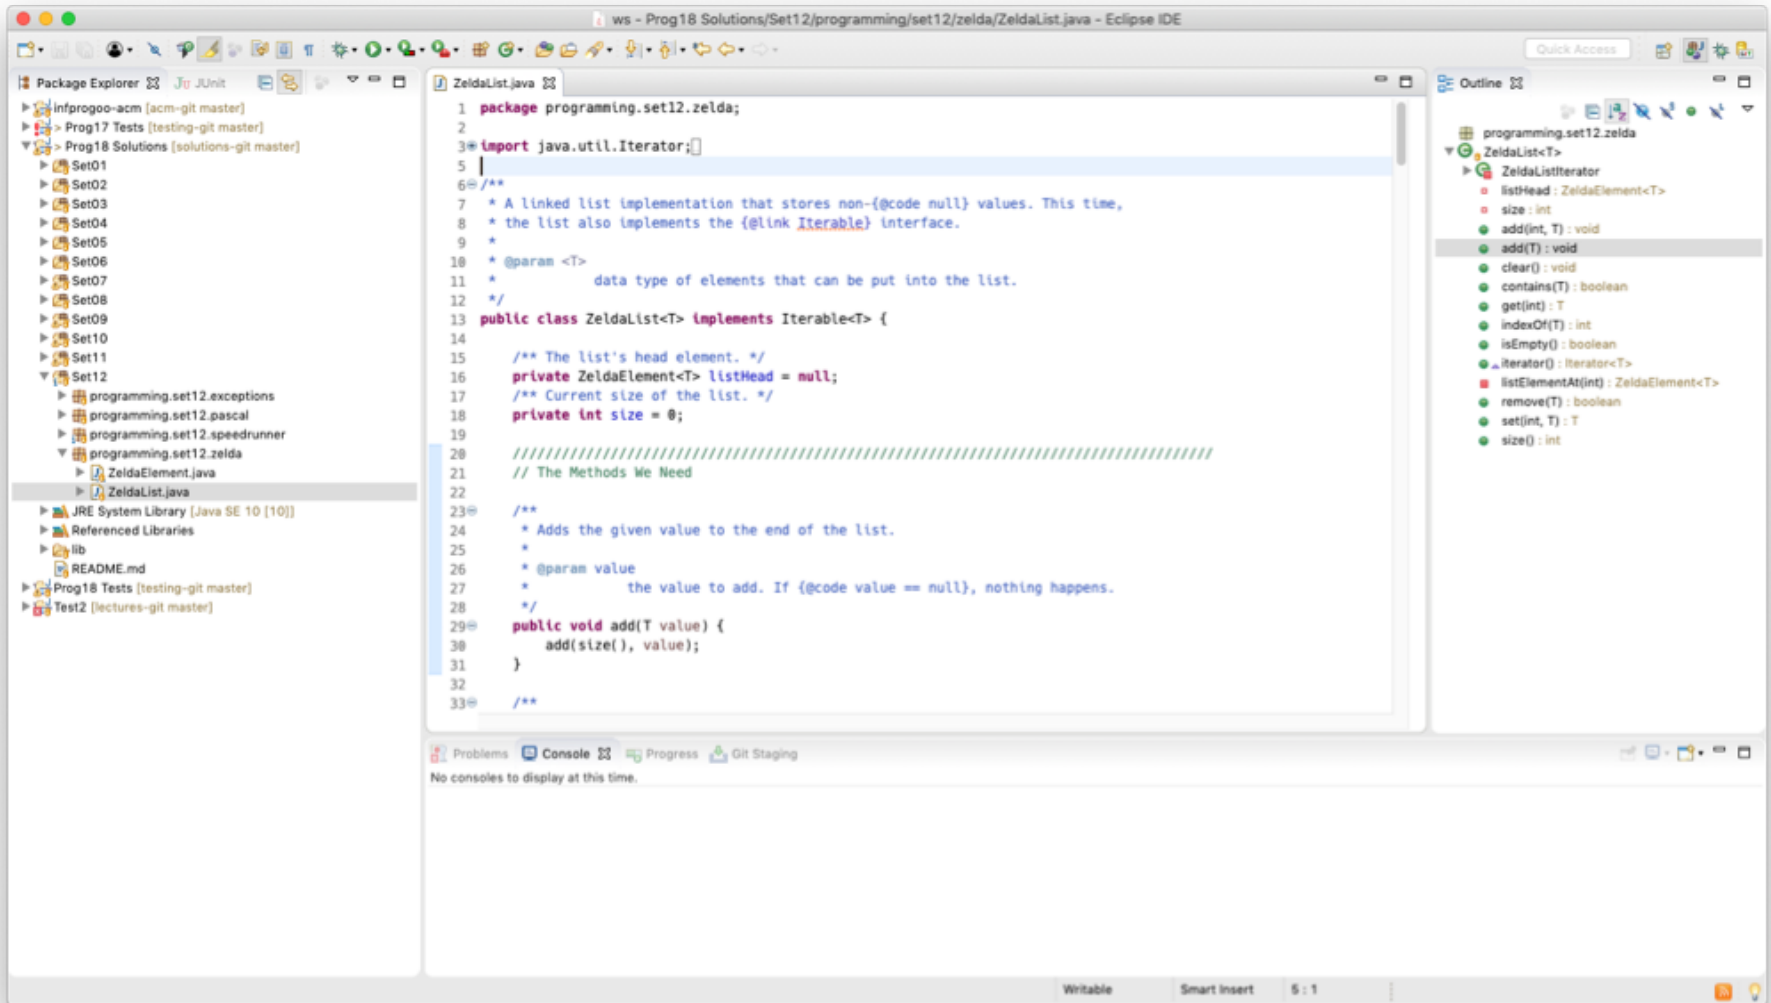 ws - Prog18 Solutions/Set12/programming/set12/zelda/ZeldaList.java - Eclipse IDE
Quick Access
Package Explorer
JUnit
infprogoo-acm [acm-git master]
> Prog17 Tests [testing-git master]
> Prog18 Solutions [solutions-git master]
Set01
Set02
Set03
Set04
Set05
Set06
Set07
Set08
Set09
Set10
Set11
Set12
programming.set12.exceptions
programming.set12.pascal
programming.set12.speedrunner
programming.set12.zelda
ZeldaElement.java
ZeldaList.java
JRE System Library [Java SE 10 [10]]
Referenced Libraries
lib
README.md
Prog18 Tests [testing-git master]
Test2 [lectures-git master]
ZeldaList.java
1 package programming.set12.zelda;
2
3 import java.util.Iterator;
5
6 /**
7 * A linked list implementation that stores non-{@code null} values. This time,
8 * the list also implements the {@link Iterable} interface.
9 *
10 * @param <T>
11 * data type of elements that can be put into the list.
12 */
13 public class ZeldaList<T> implements Iterable<T> {
14
15 /** The list's head element. */
16 private ZeldaElement<T> listHead = null;
17 /** Current size of the list. */
18 private int size = 0;
19
20 //////////////////////////////////////////////////////////////////////////////////////
21 // The Methods We Need
22
23 /**
24 * Adds the given value to the end of the list.
25 *
26 * @param value
27 * the value to add. If {@code value == null}, nothing happens.
28 */
29 public void add(T value) {
30 add(size(), value);
31 }
32
33 /**
Outline
programming.set12.zelda
ZeldaList<T>
ZeldaListIterator
listHead : ZeldaElement<T>
size : int
add(int, T) : void
add(T) : void
clear() : void
contains(T) : boolean
get(int) : T
indexOf(T) : int
isEmpty() : boolean
iterator() : Iterator<T>
listElementAt(int) : ZeldaElement<T>
remove(T) : boolean
set(int, T) : T
size() : int
Problems
Console
Progress
Git Staging
No consoles to display at this time.
Writable
Smart Insert
5 : 1